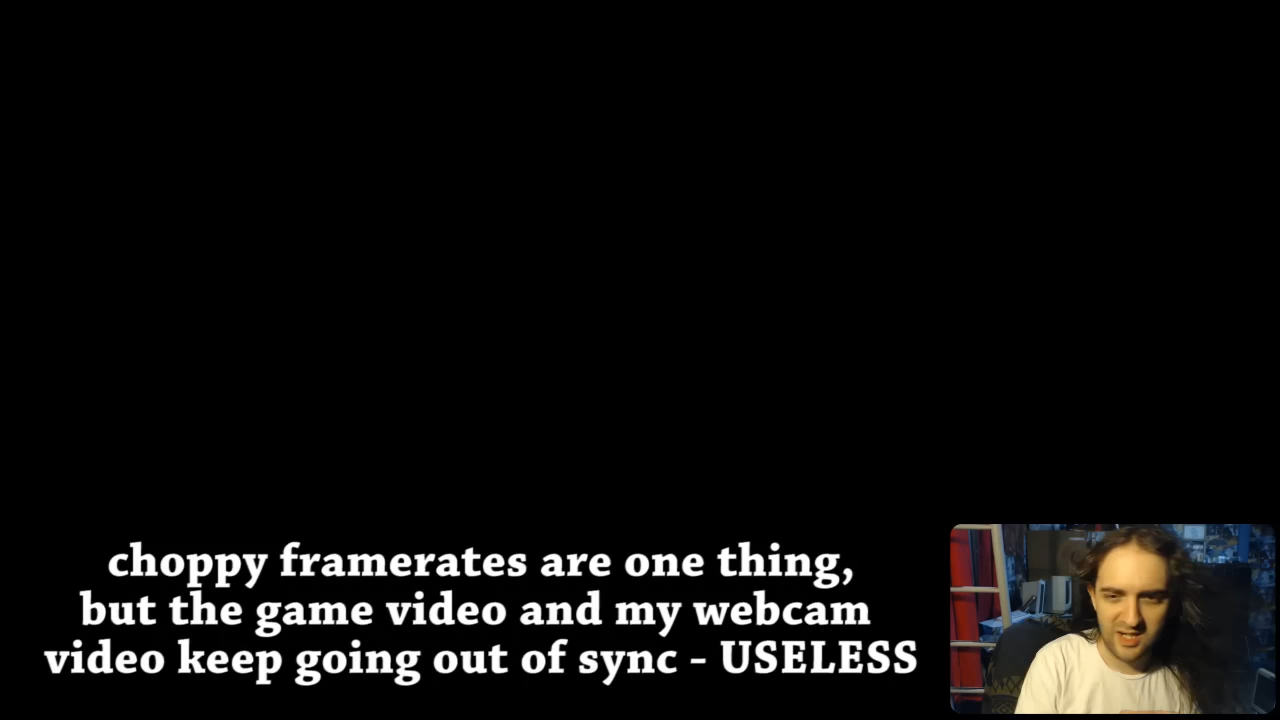 choppy framerates are one thing,
but the game video and my webcam
video keep going out of sync - USELESS